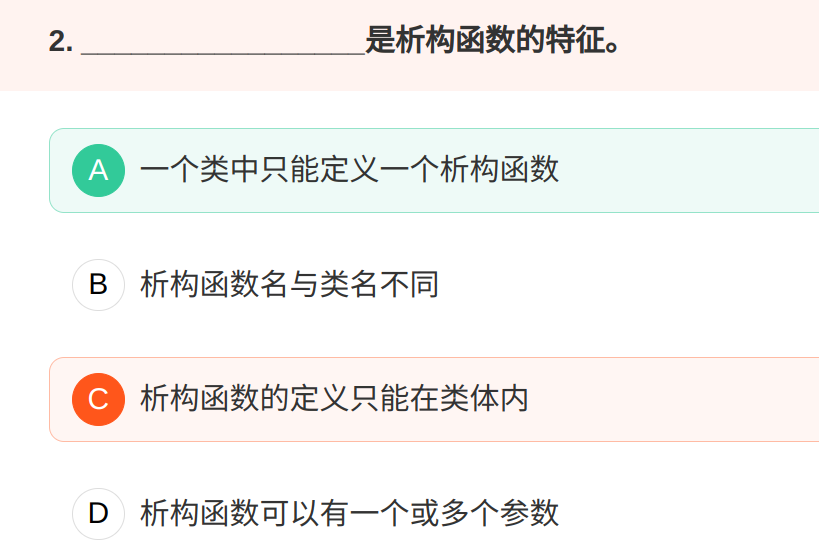 2. ___________________是析构函数的特征。
A 一个类中只能定义一个析构函数
B 析构函数名与类名不同
C 析构函数的定义只能在类体内
D 析构函数可以有一个或多个参数